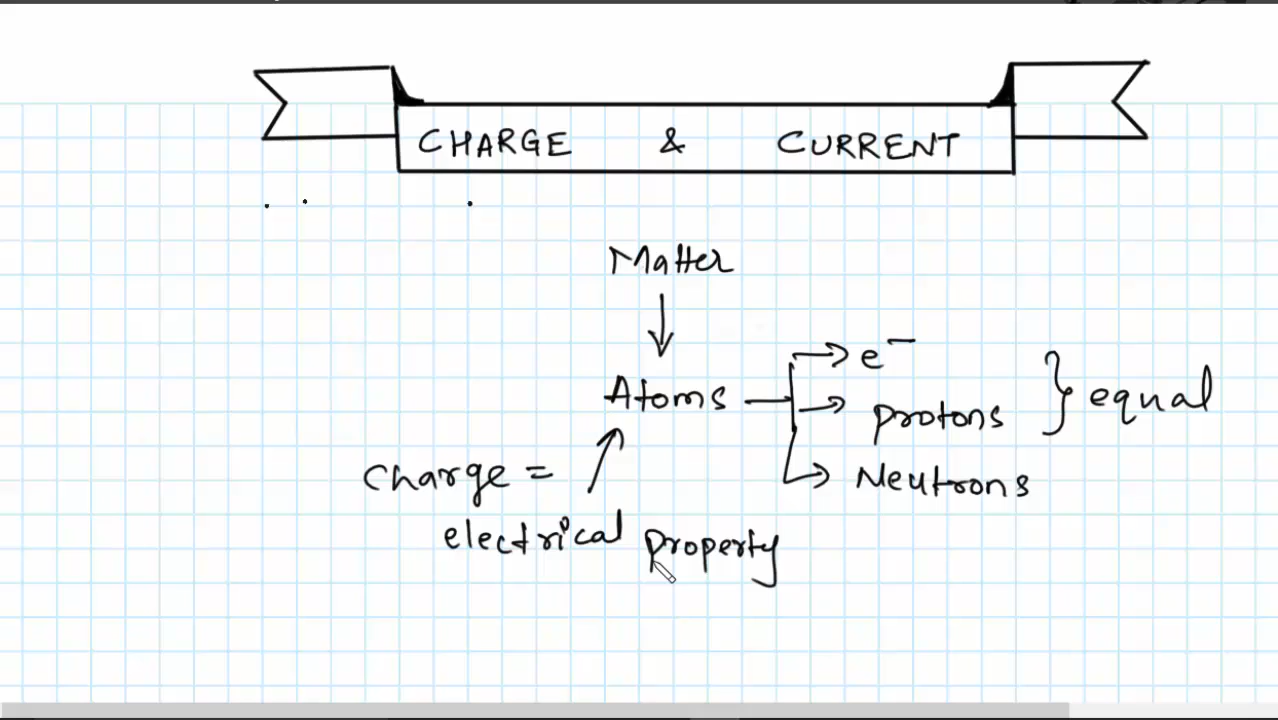 CHARGE & CURRENT
Matter
Atoms
e⁻
protons
equal
Neutrons
charge =
electrical property